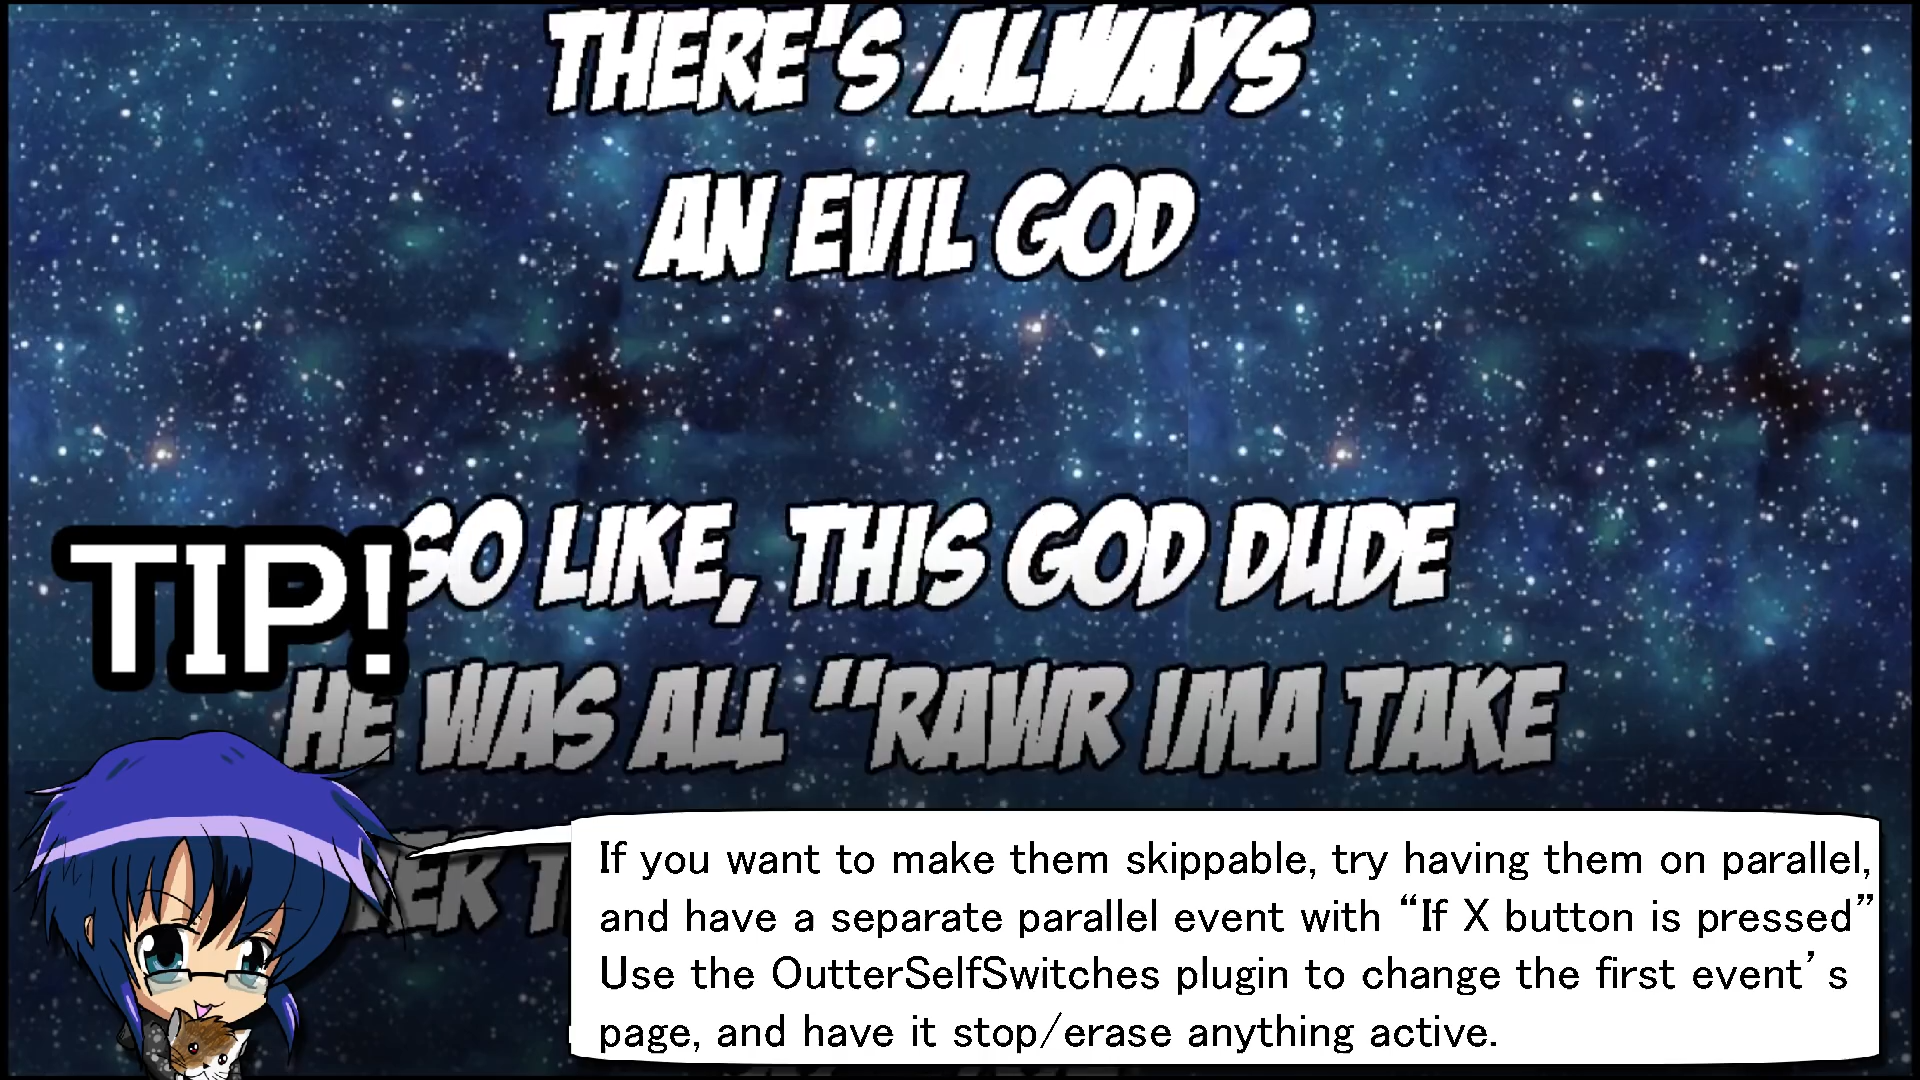 THERE'S ALWAYS
AN EVIL GOD
SO LIKE, THIS GOD DUDE
TIP!
HE WAS ALL "RAWR IMA TAKE
If you want to make them skippable, try having them on parallel,
and have a separate parallel event with “If X button is pressed”
Use the OutterSelfSwitches plugin to change the first event’s
page, and have it stop/erase anything active.